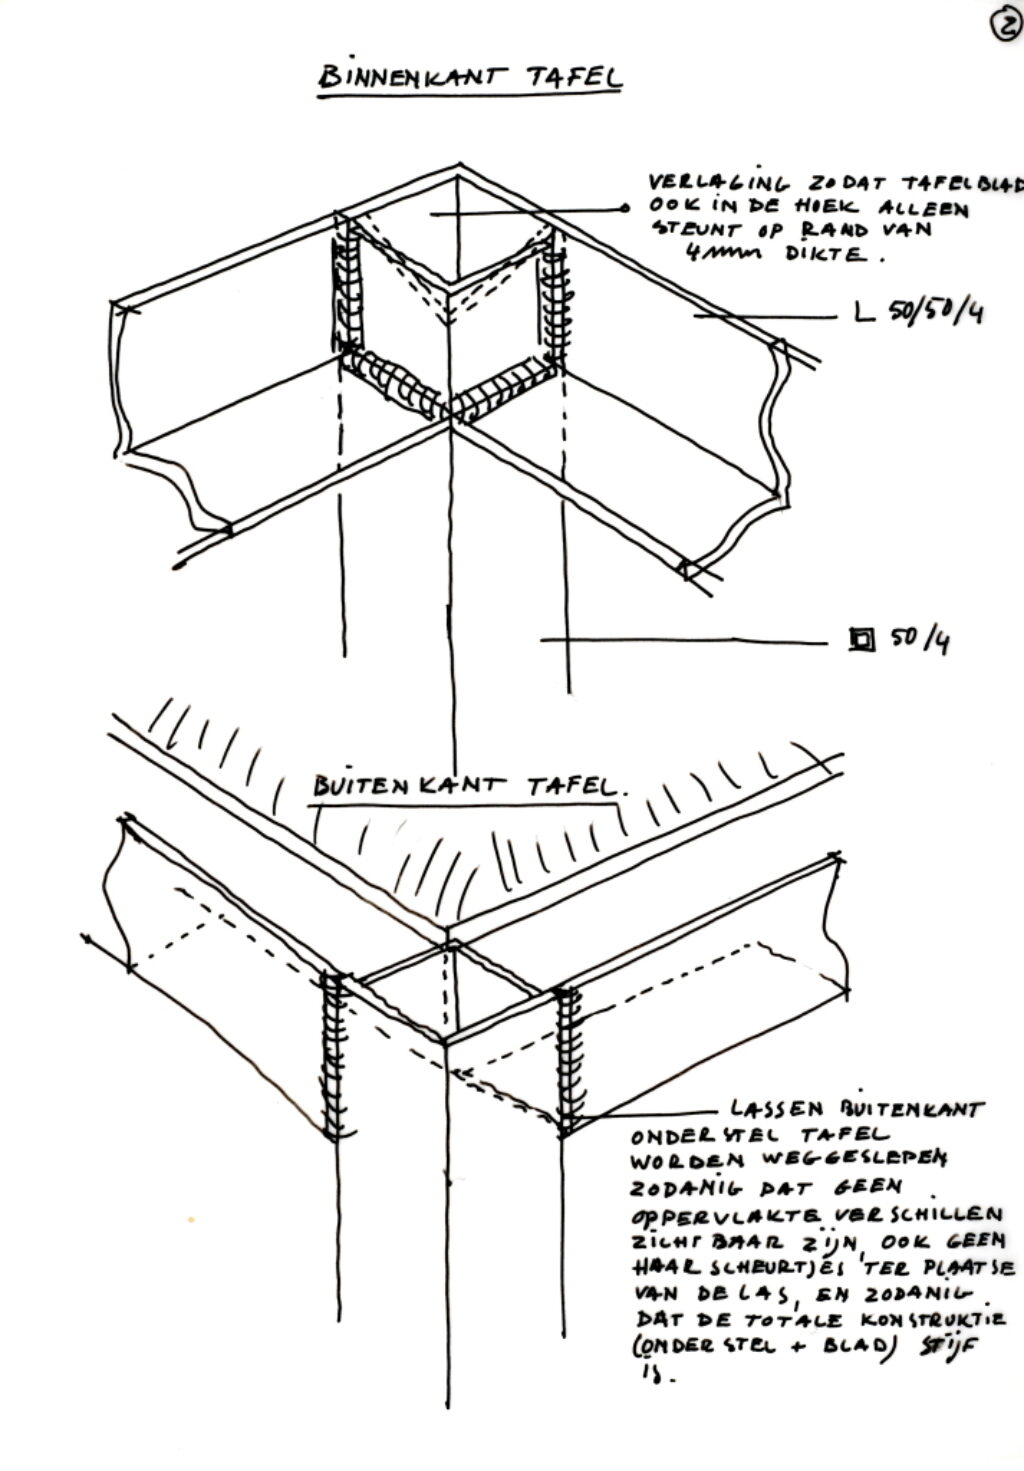 2
BINNENKANT TAFEL
VERLAGING ZODAT TAFELBLAD
OOK IN DE HOEK ALLEEN
STEUNT OP RAND VAN
4mm DIKTE.
L 50/50/4
50/4
BUITENKANT TAFEL.
LASSEN BUITENKANT
ONDERSTEL TAFEL
WORDEN WEGGESLEPEN
ZODANIG DAT GEEN
OPPERVLAKTE VERSCHILLEN
ZICHTBAAR ZIJN, OOK GEEN
HAARSCHEURTJES TER PLAATSE
VAN DE LAS, EN ZODANIG
DAT DE TOTALE KONSTRUKTIE
(ONDERSTEL + BLAD) STIJF
IS.